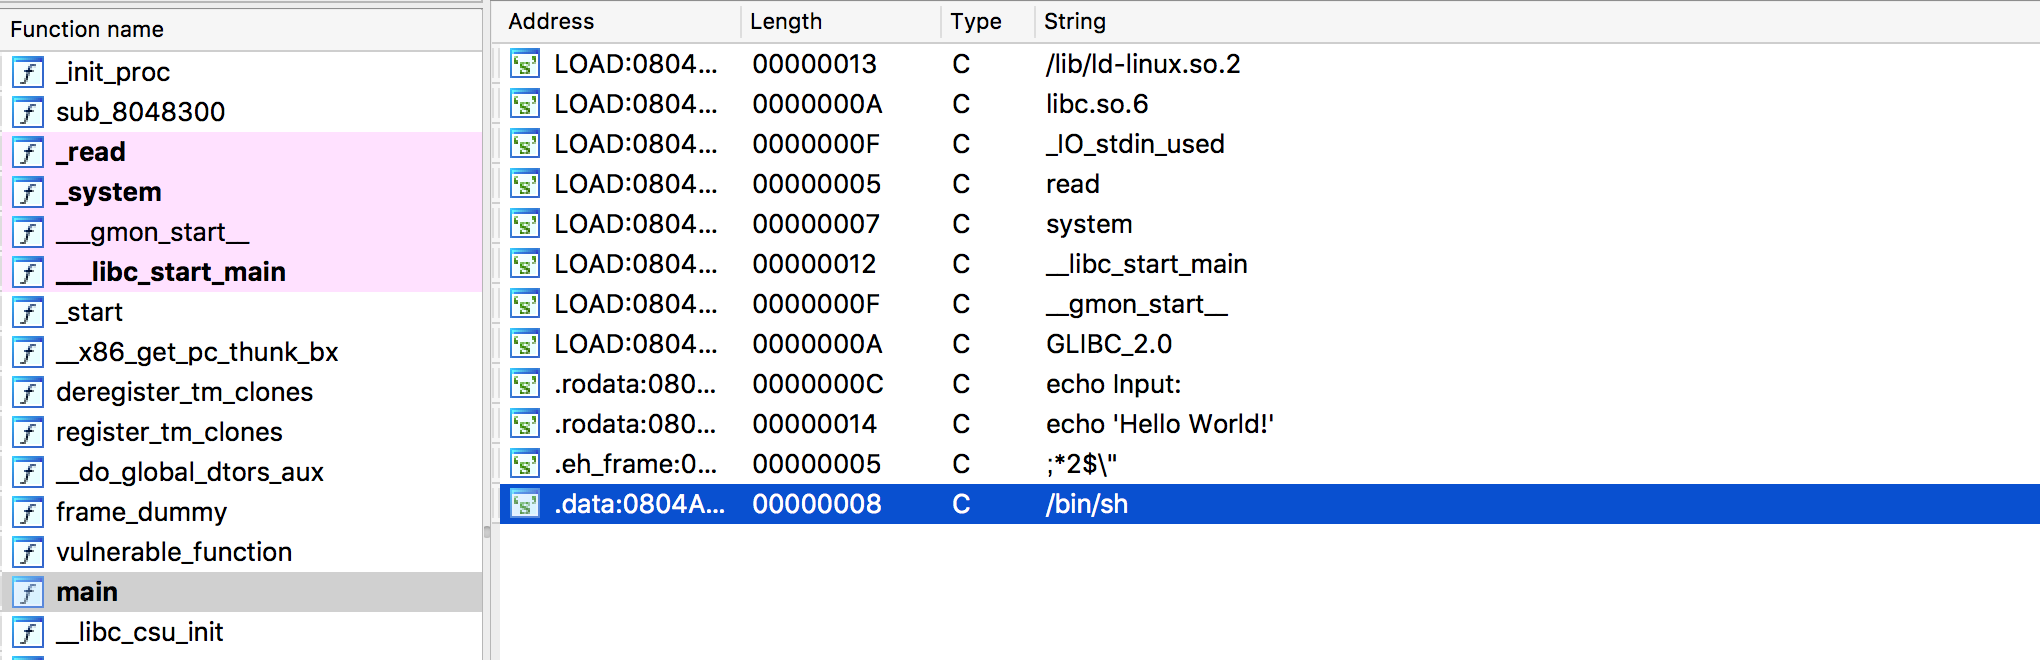 Function name
_init_proc
sub_8048300
_read
_system
___gmon_start__
___libc_start_main
_start
__x86_get_pc_thunk_bx
deregister_tm_clones
register_tm_clones
__do_global_dtors_aux
frame_dummy
vulnerable_function
main
__libc_csu_init
Address Length Type String
LOAD:0804... 00000013 C /lib/ld-linux.so.2
LOAD:0804... 0000000A C libc.so.6
LOAD:0804... 0000000F C _IO_stdin_used
LOAD:0804... 00000005 C read
LOAD:0804... 00000007 C system
LOAD:0804... 00000012 C __libc_start_main
LOAD:0804... 0000000F C __gmon_start__
LOAD:0804... 0000000A C GLIBC_2.0
.rodata:080... 0000000C C echo Input:
.rodata:080... 00000014 C echo 'Hello World!'
.eh_frame:0... 00000005 C ;*2$\"
.data:0804A... 00000008 C /bin/sh